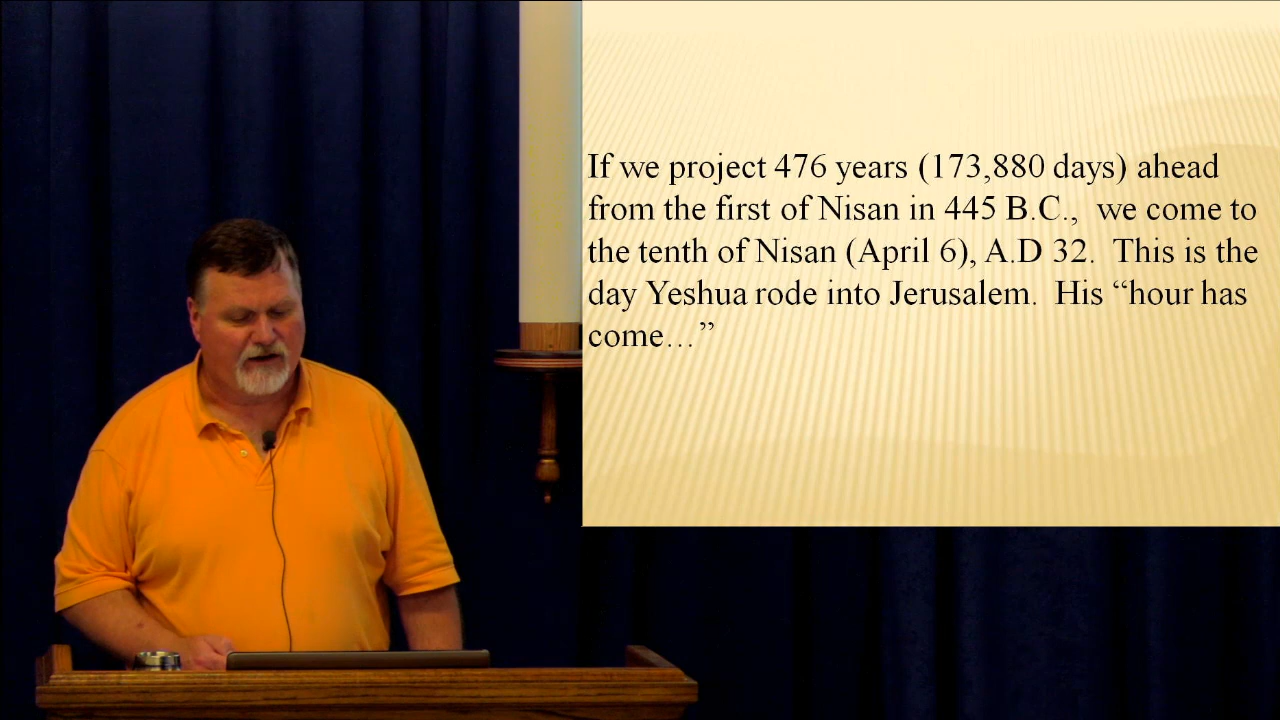 If we project 476 years (173,880 days) ahead
from the first of Nisan in 445 B.C.,  we come to
the tenth of Nisan (April 6), A.D 32.  This is the
day Yeshua rode into Jerusalem.  His “hour has
come…”